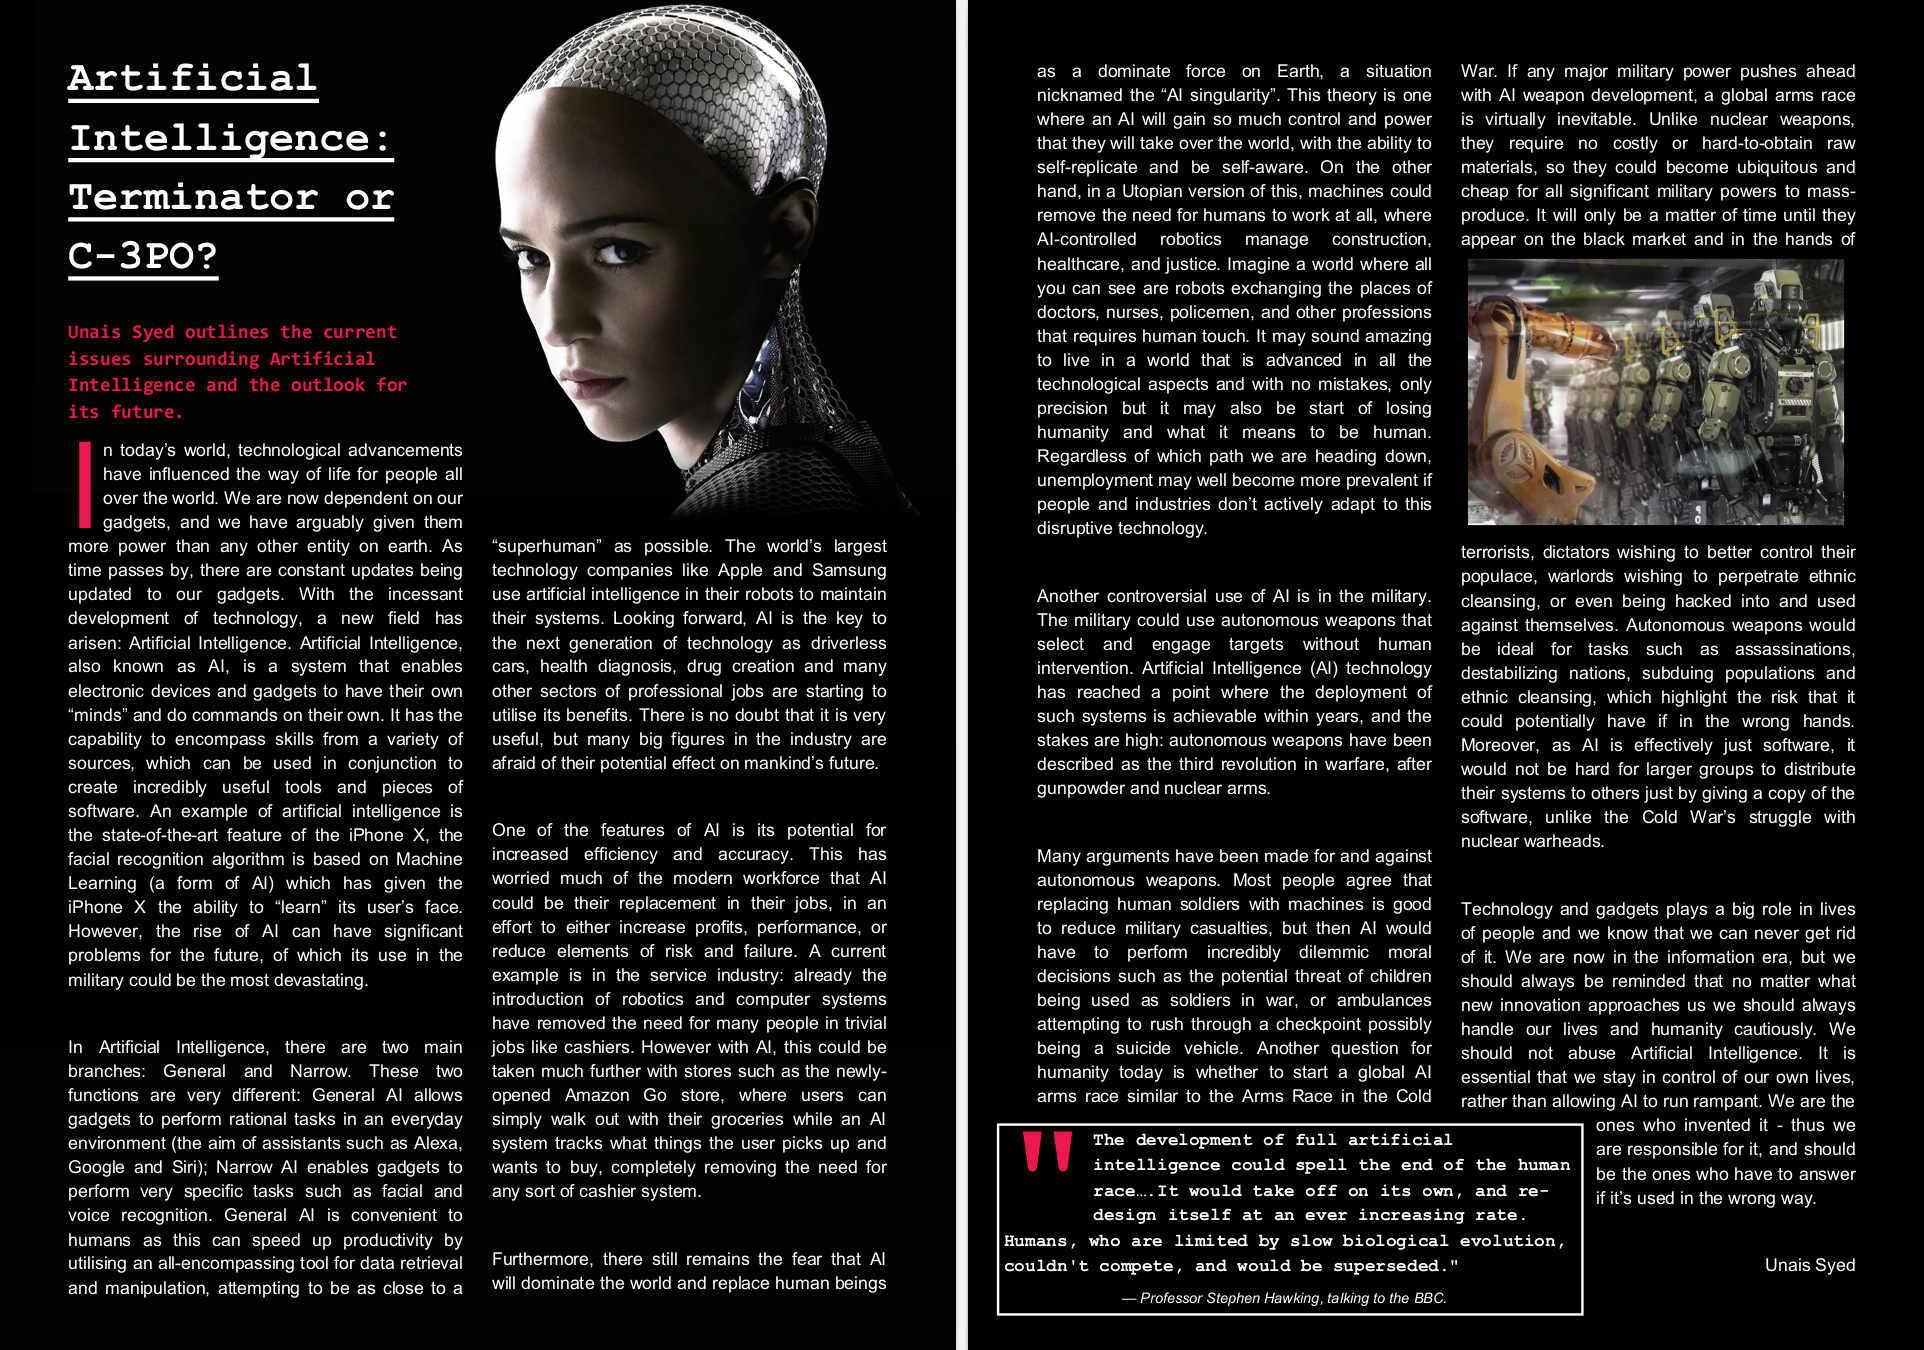 Artificial
Intelligence:
Terminator or
C-3PO?
Unais Syed outlines the current
issues surrounding Artificial
Intelligence and the outlook for
its future.
In today’s world, technological advancements
have influenced the way of life for people all
over the world. We are now dependent on our
gadgets, and we have arguably given them
more power than any other entity on earth. As
time passes by, there are constant updates being
updated to our gadgets. With the incessant
development of technology, a new field has
arisen: Artificial Intelligence. Artificial Intelligence,
also known as AI, is a system that enables
electronic devices and gadgets to have their own
“minds” and do commands on their own. It has the
capability to encompass skills from a variety of
sources, which can be used in conjunction to
create incredibly useful tools and pieces of
software. An example of artificial intelligence is
the state-of-the-art feature of the iPhone X, the
facial recognition algorithm is based on Machine
Learning (a form of AI) which has given the
iPhone X the ability to “learn” its user’s face.
However, the rise of AI can have significant
problems for the future, of which its use in the
military could be the most devastating.
In Artificial Intelligence, there are two main
branches: General and Narrow. These two
functions are very different: General AI allows
gadgets to perform rational tasks in an everyday
environment (the aim of assistants such as Alexa,
Google and Siri); Narrow AI enables gadgets to
perform very specific tasks such as facial and
voice recognition. General AI is convenient to
humans as this can speed up productivity by
utilising an all-encompassing tool for data retrieval
and manipulation, attempting to be as close to a
“superhuman” as possible. The world’s largest
technology companies like Apple and Samsung
use artificial intelligence in their robots to maintain
their systems. Looking forward, AI is the key to
the next generation of technology as driverless
cars, health diagnosis, drug creation and many
other sectors of professional jobs are starting to
utilise its benefits. There is no doubt that it is very
useful, but many big figures in the industry are
afraid of their potential effect on mankind’s future.
One of the features of AI is its potential for
increased efficiency and accuracy. This has
worried much of the modern workforce that AI
could be their replacement in their jobs, in an
effort to either increase profits, performance, or
reduce elements of risk and failure. A current
example is in the service industry: already the
introduction of robotics and computer systems
have removed the need for many people in trivial
jobs like cashiers. However with AI, this could be
taken much further with stores such as the newly-
opened Amazon Go store, where users can
simply walk out with their groceries while an AI
system tracks what things the user picks up and
wants to buy, completely removing the need for
any sort of cashier system.
Furthermore, there still remains the fear that AI
will dominate the world and replace human beings
as a dominate force on Earth, a situation
nicknamed the “AI singularity”. This theory is one
where an AI will gain so much control and power
that they will take over the world, with the ability to
self-replicate and be self-aware. On the other
hand, in a Utopian version of this, machines could
remove the need for humans to work at all, where
AI-controlled robotics manage construction,
healthcare, and justice. Imagine a world where all
you can see are robots exchanging the places of
doctors, nurses, policemen, and other professions
that requires human touch. It may sound amazing
to live in a world that is advanced in all the
technological aspects and with no mistakes, only
precision but it may also be start of losing
humanity and what it means to be human.
Regardless of which path we are heading down,
unemployment may well become more prevalent if
people and industries don’t actively adapt to this
disruptive technology.
Another controversial use of AI is in the military.
The military could use autonomous weapons that
select and engage targets without human
intervention. Artificial Intelligence (AI) technology
has reached a point where the deployment of
such systems is achievable within years, and the
stakes are high: autonomous weapons have been
described as the third revolution in warfare, after
gunpowder and nuclear arms.
Many arguments have been made for and against
autonomous weapons. Most people agree that
replacing human soldiers with machines is good
to reduce military casualties, but then AI would
have to perform incredibly dilemmic moral
decisions such as the potential threat of children
being used as soldiers in war, or ambulances
attempting to rush through a checkpoint possibly
being a suicide vehicle. Another question for
humanity today is whether to start a global AI
arms race similar to the Arms Race in the Cold
War. If any major military power pushes ahead
with AI weapon development, a global arms race
is virtually inevitable. Unlike nuclear weapons,
they require no costly or hard-to-obtain raw
materials, so they could become ubiquitous and
cheap for all significant military powers to mass-
produce. It will only be a matter of time until they
appear on the black market and in the hands of
terrorists, dictators wishing to better control their
populace, warlords wishing to perpetrate ethnic
cleansing, or even being hacked into and used
against themselves. Autonomous weapons would
be ideal for tasks such as assassinations,
destabilizing nations, subduing populations and
ethnic cleansing, which highlight the risk that it
could potentially have if in the wrong hands.
Moreover, as AI is effectively just software, it
would not be hard for larger groups to distribute
their systems to others just by giving a copy of the
software, unlike the Cold War’s struggle with
nuclear warheads.
Technology and gadgets plays a big role in lives
of people and we know that we can never get rid
of it. We are now in the information era, but we
should always be reminded that no matter what
new innovation approaches us we should always
handle our lives and humanity cautiously. We
should not abuse Artificial Intelligence. It is
essential that we stay in control of our own lives,
rather than allowing AI to run rampant. We are the
ones who invented it - thus we
are responsible for it, and should
be the ones who have to answer
if it’s used in the wrong way.
Unais Syed
"The development of full artificial
intelligence could spell the end of the human
race….It would take off on its own, and re-
design itself at an ever increasing rate.
Humans, who are limited by slow biological evolution,
couldn't compete, and would be superseded."
— Professor Stephen Hawking, talking to the BBC.